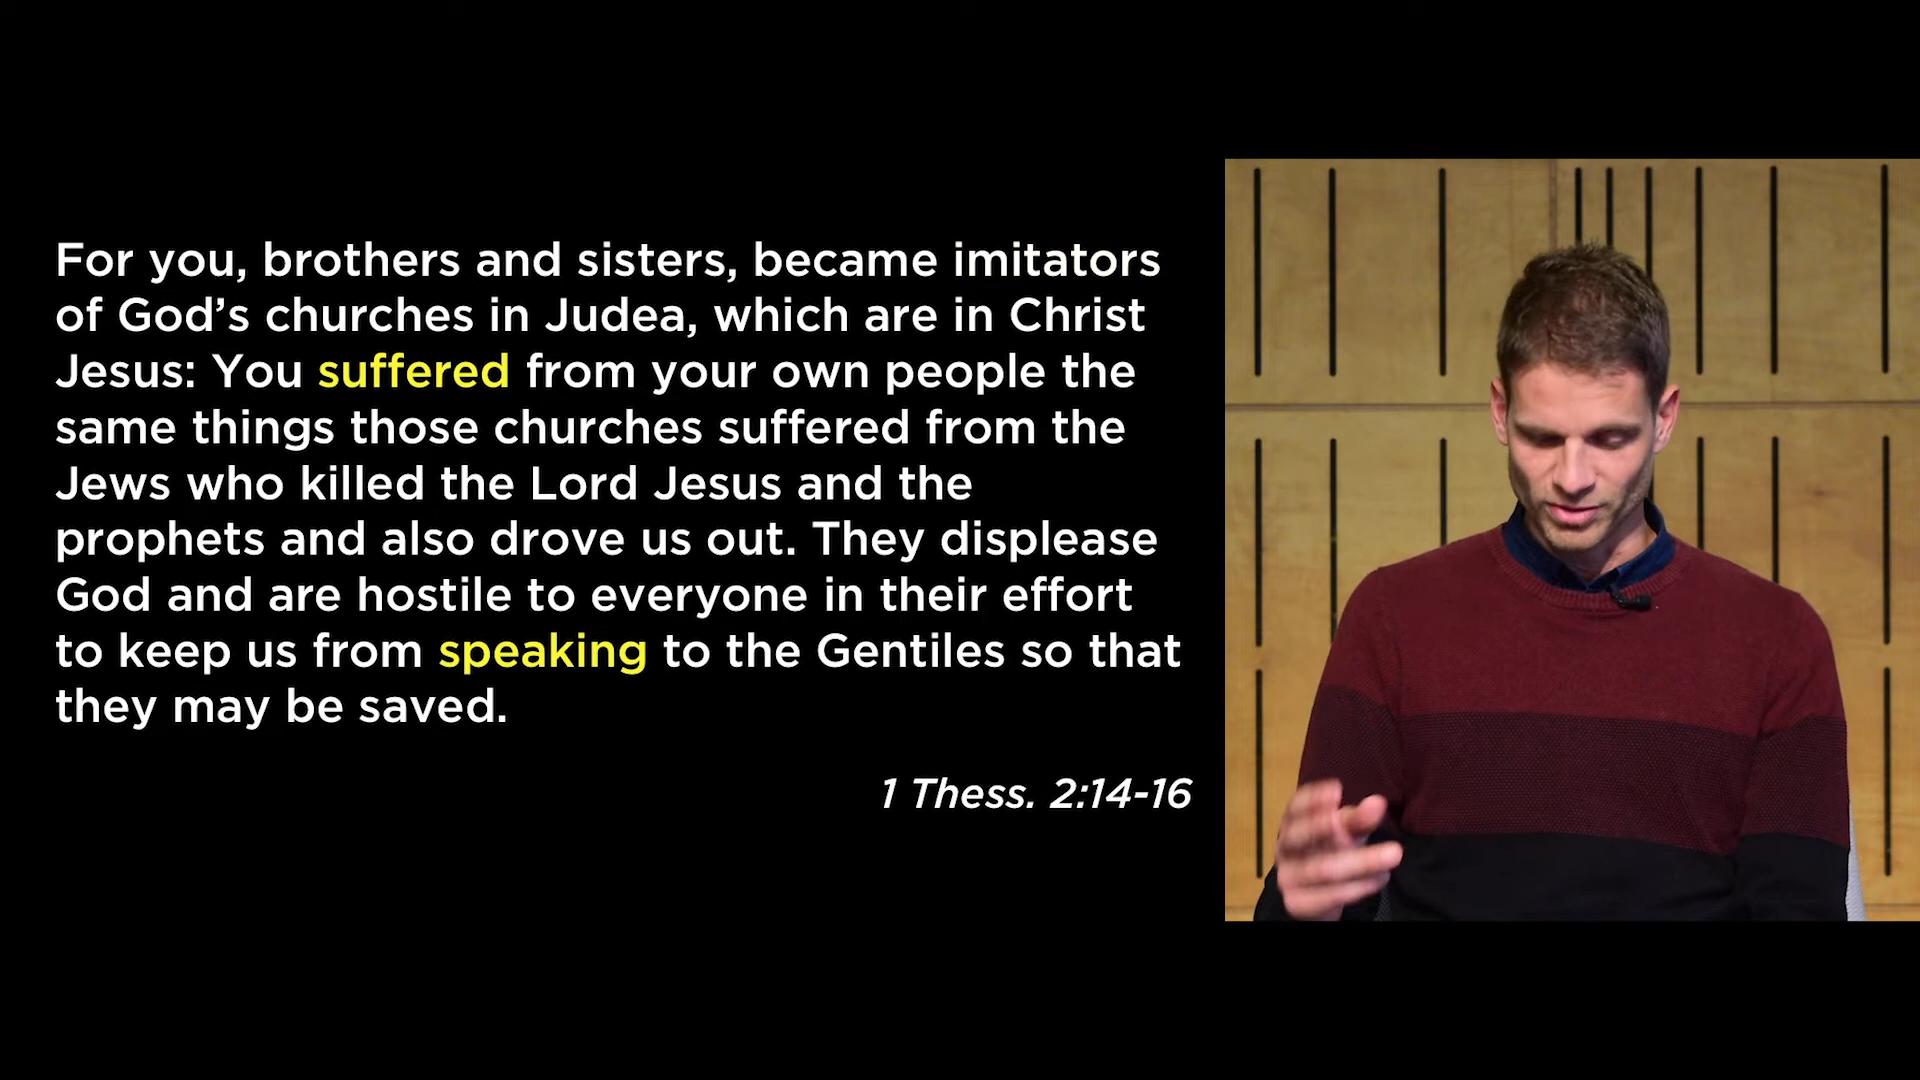 For you, brothers and sisters, became imitators
of God’s churches in Judea, which are in Christ
Jesus: You suffered from your own people the
same things those churches suffered from the
Jews who killed the Lord Jesus and the
prophets and also drove us out. They displease
God and are hostile to everyone in their effort
to keep us from speaking to the Gentiles so that
they may be saved.
1 Thess. 2:14-16